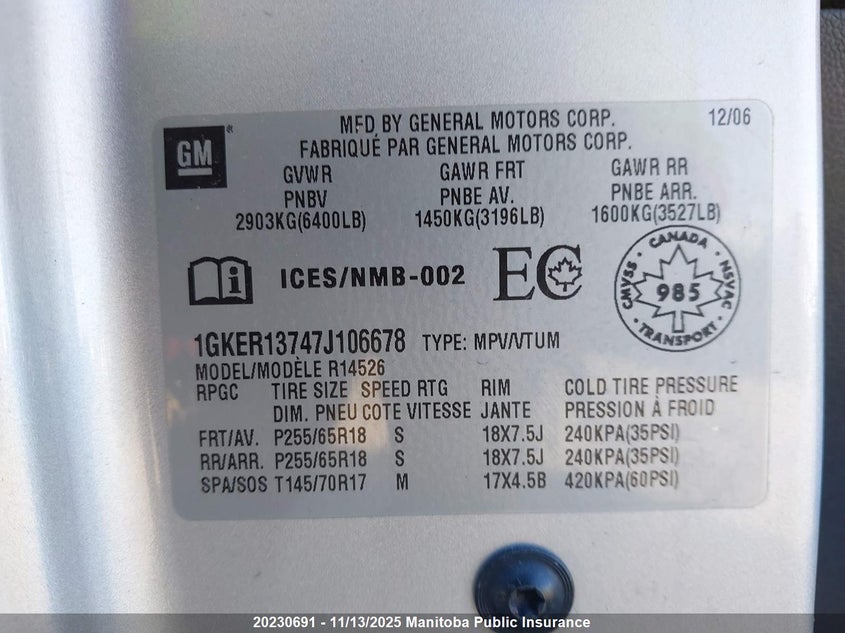 MFD BY GENERAL MOTORS CORP. 12/06
GM
FABRIQUÉ PAR GENERAL MOTORS CORP.
GVWR GAWR FRT GAWR RR
PNBV PNBE AV. PNBE ARR.
2903KG(6400LB) 1450KG(3196LB) 1600KG(3527LB)
i ICES/NMB-002 EC
CANADA
CMVSS 985 NSVAC
TRANSPORT
1GKER13747J106678 TYPE: MPV/VTUM
MODEL/MODÈLE R14526
RPGC TIRE SIZE SPEED RTG RIM COLD TIRE PRESSURE
DIM. PNEU COTE VITESSE JANTE PRESSION À FROID
FRT/AV. P255/65R18 S 18X7.5J 240KPA(35PSI)
RR/ARR. P255/65R18 S 18X7.5J 240KPA(35PSI)
SPA/SOS T145/70R17 M 17X4.5B 420KPA(60PSI)
20230691 - 11/13/2025 Manitoba Public Insurance